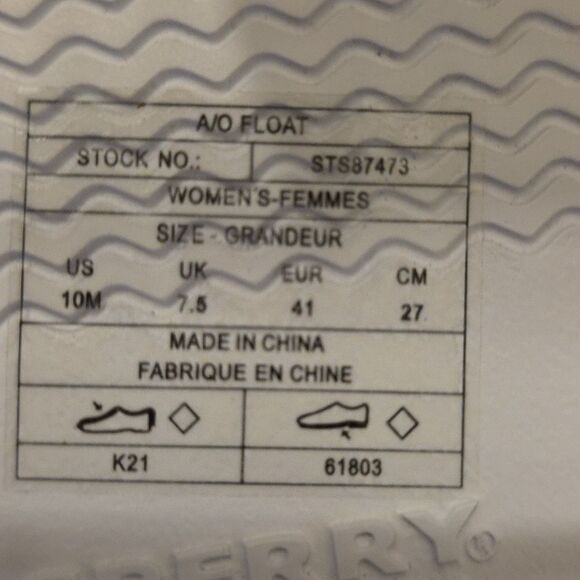 A/O FLOAT
STOCK NO.: STS87473
WOMEN'S-FEMMES
SIZE - GRANDEUR
US UK EUR CM
10M 7.5 41 27
MADE IN CHINA
FABRIQUE EN CHINE
K21 61803
SPERRY®